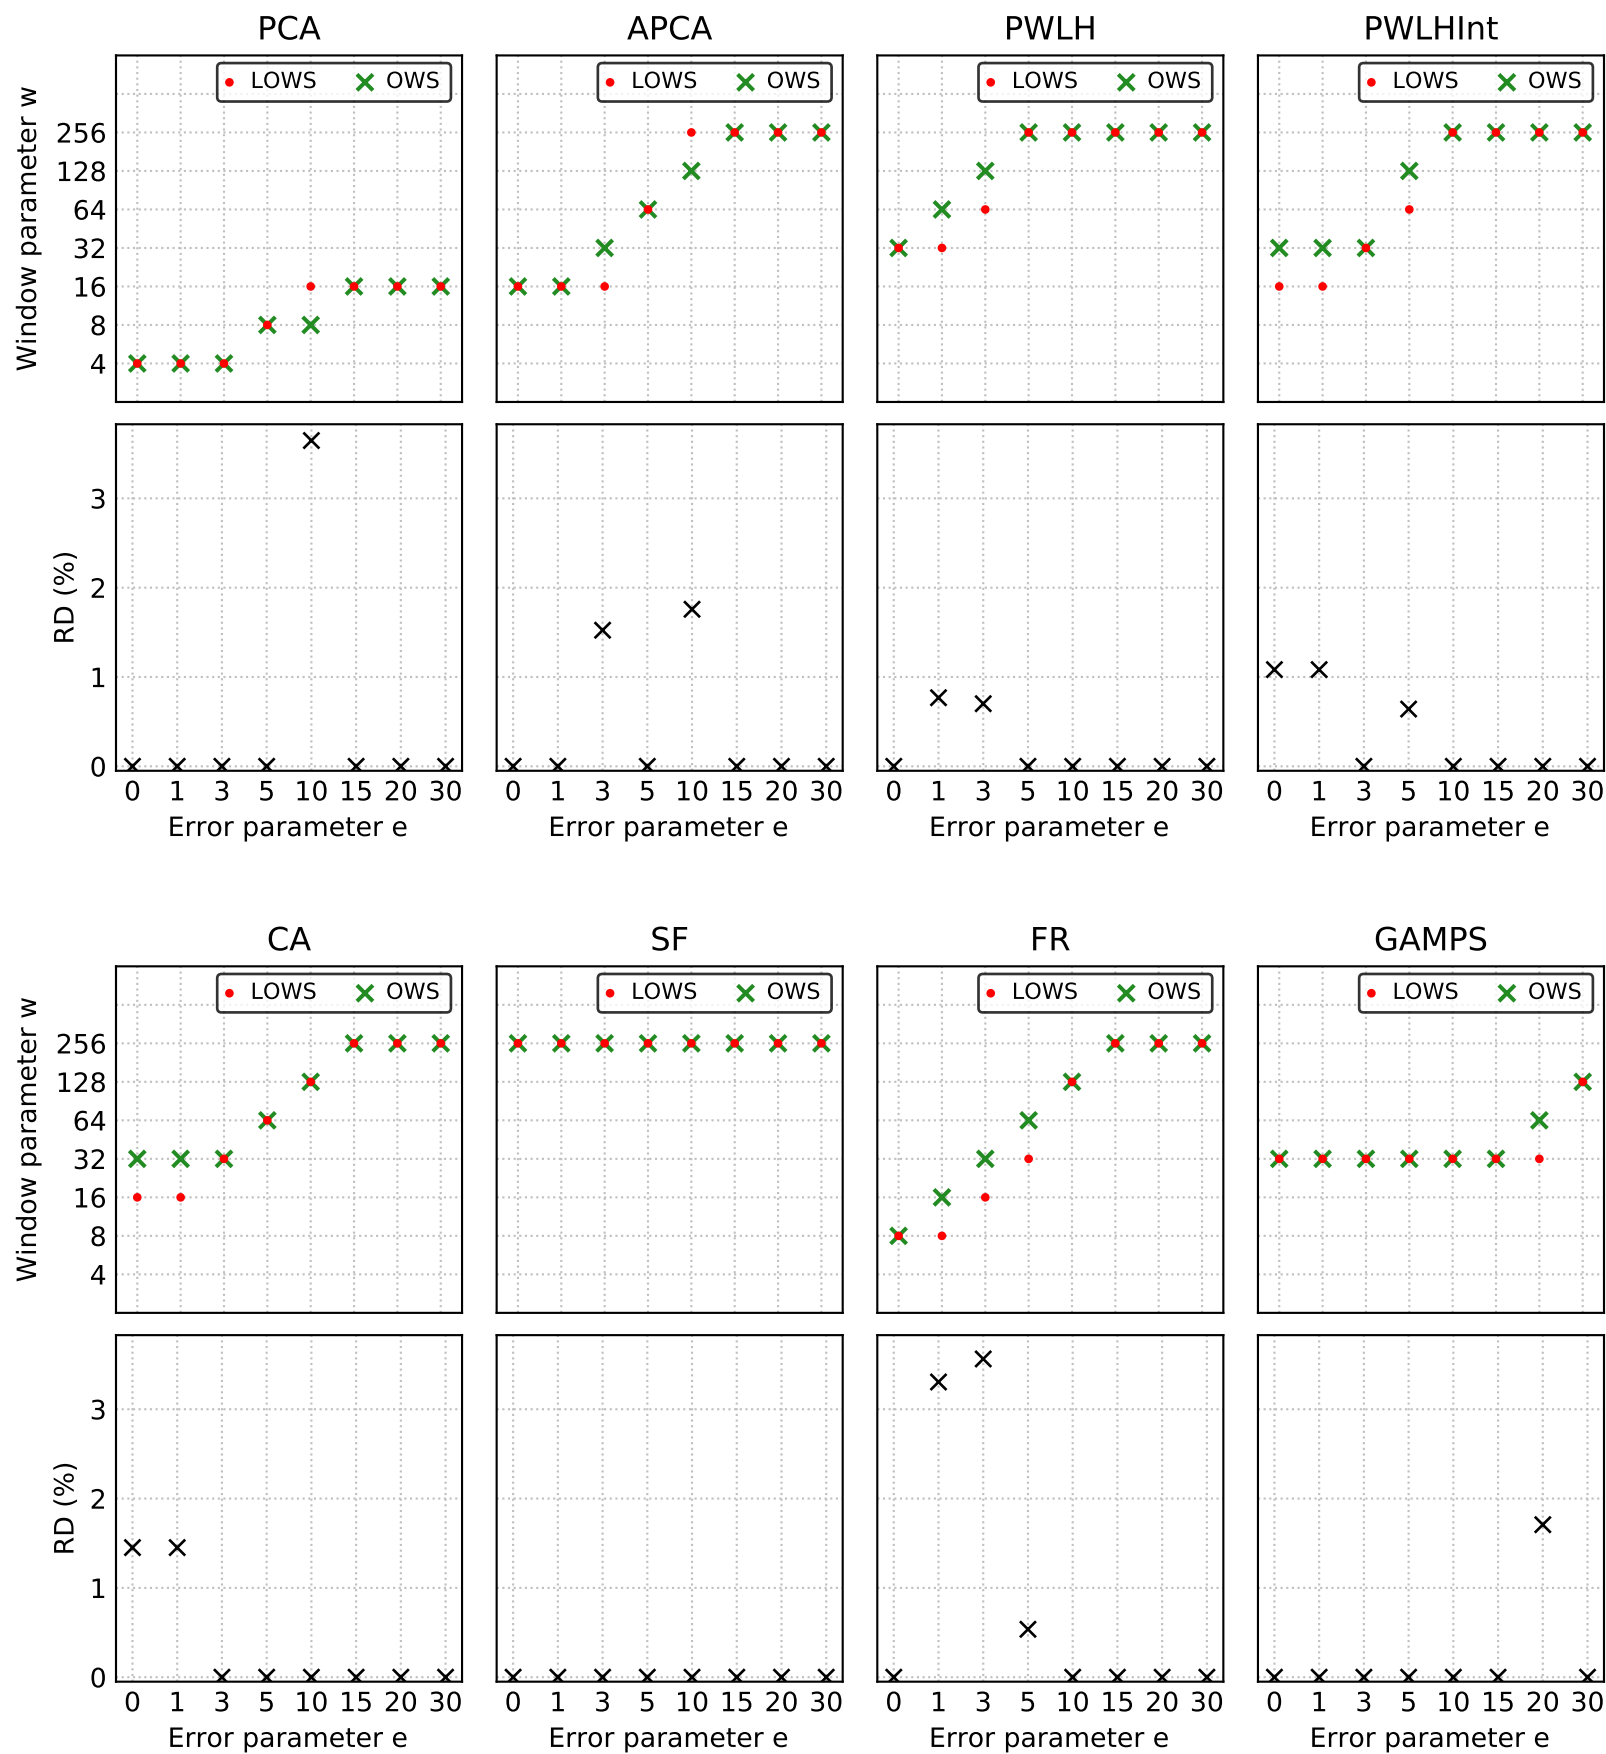 PCA APCA PWLH PWLHInt
LOWS OWS LOWS OWS LOWS OWS LOWS OWS
Window parameter w
256
128
64
32
16
8
4
RD (%)
3
2
1
0
0 1 3 5 10 15 20 30 0 1 3 5 10 15 20 30 0 1 3 5 10 15 20 30 0 1 3 5 10 15 20 30
Error parameter e Error parameter e Error parameter e Error parameter e
CA SF FR GAMPS
LOWS OWS LOWS OWS LOWS OWS LOWS OWS
Window parameter w
256
128
64
32
16
8
4
RD (%)
3
2
1
0
0 1 3 5 10 15 20 30 0 1 3 5 10 15 20 30 0 1 3 5 10 15 20 30 0 1 3 5 10 15 20 30
Error parameter e Error parameter e Error parameter e Error parameter e